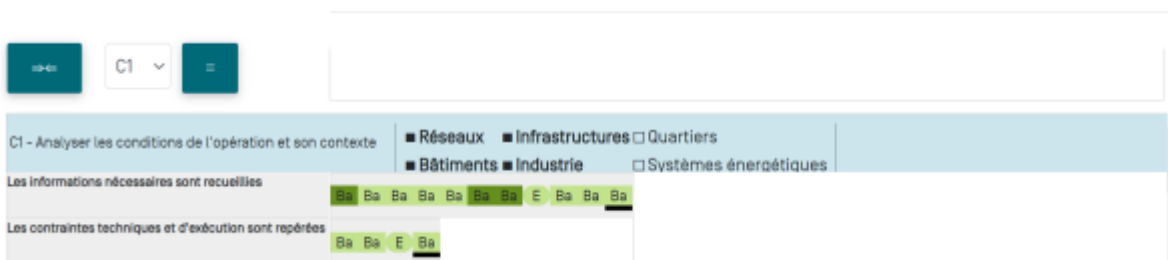 ⇒⇐ C1 =
C1 - Analyser les conditions de l'opération et son contexte
■ Réseaux ■ Infrastructures □ Quartiers
■ Bâtiments ■ Industrie □ Systèmes énergétiques
Les informations nécessaires sont recueillies
Ba Ba Ba Ba Ba Ba Ba E Ba Ba Ba
Les contraintes techniques et d'exécution sont repérées
Ba Ba E Ba